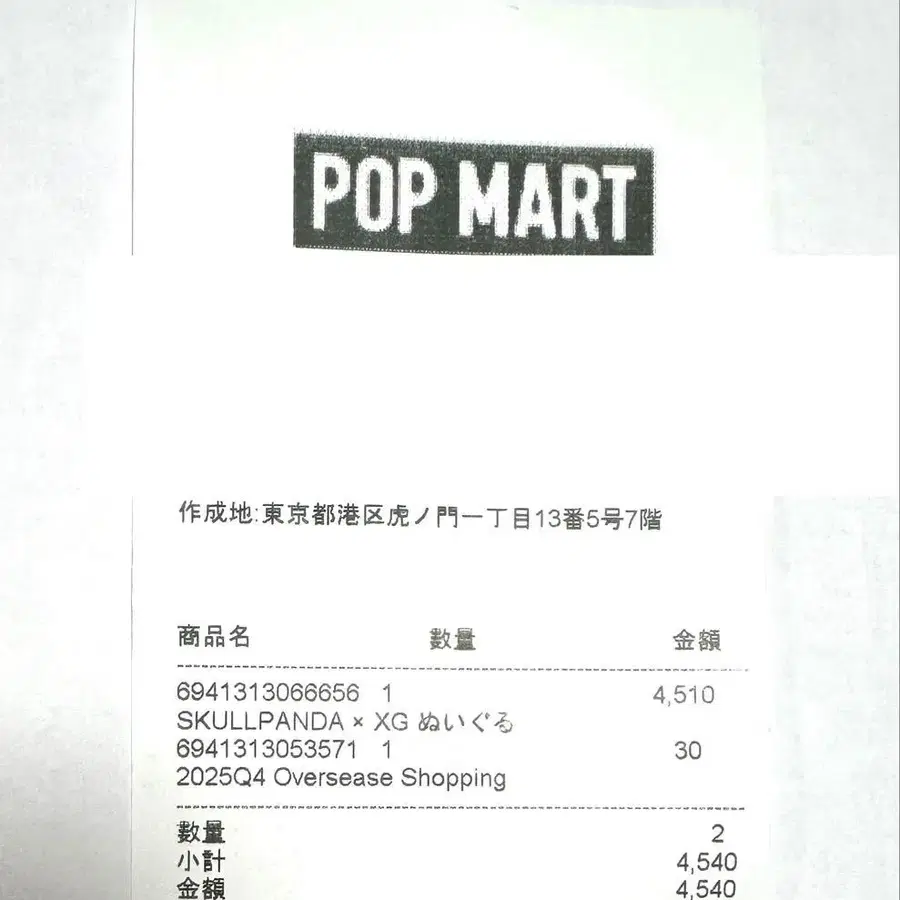 POP MART
作成地:東京都港区虎ノ門一丁目13番5号7階
商品名 数量 金額
6941313066656 1 4,510
SKULLPANDA × XG ぬいぐる
6941313053571 1 30
2025Q4 Oversease Shopping
数量 2
小計 4,540
金額 4,540